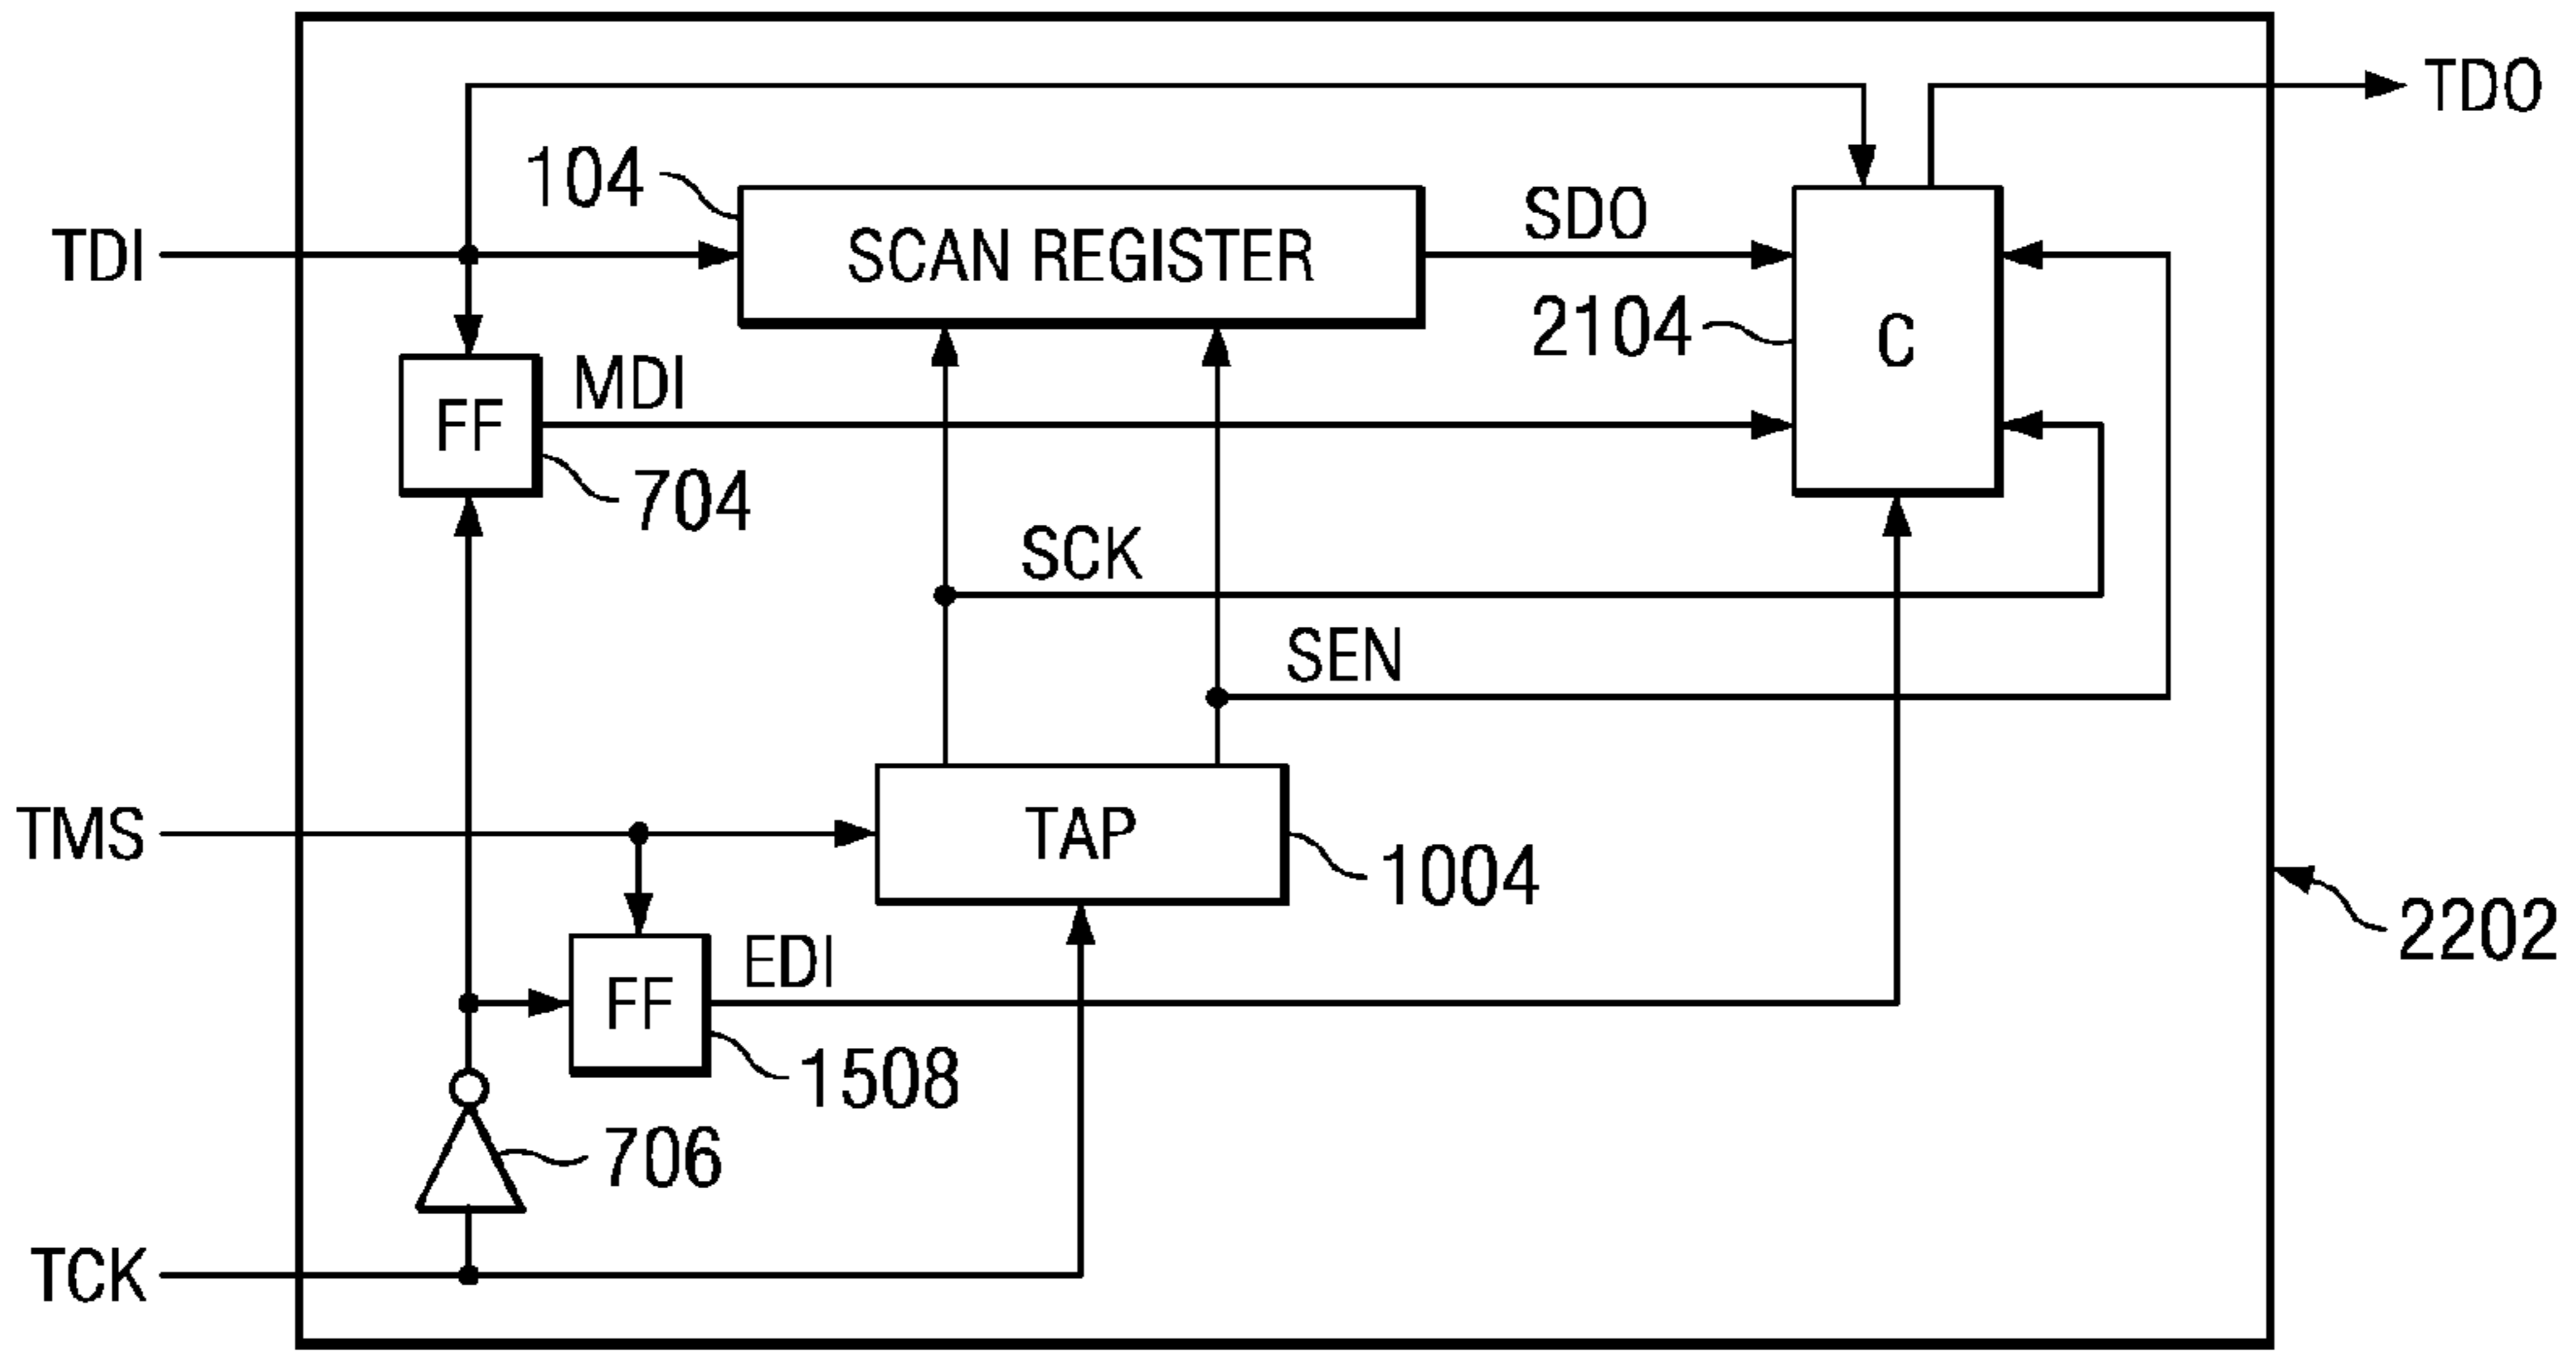 TDO
104
TDI
SCAN REGISTER
SDO
2104
C
MDI
FF
704
SCK
SEN
TMS
TAP
1004
2202
EDI
FF
1508
706
TCK